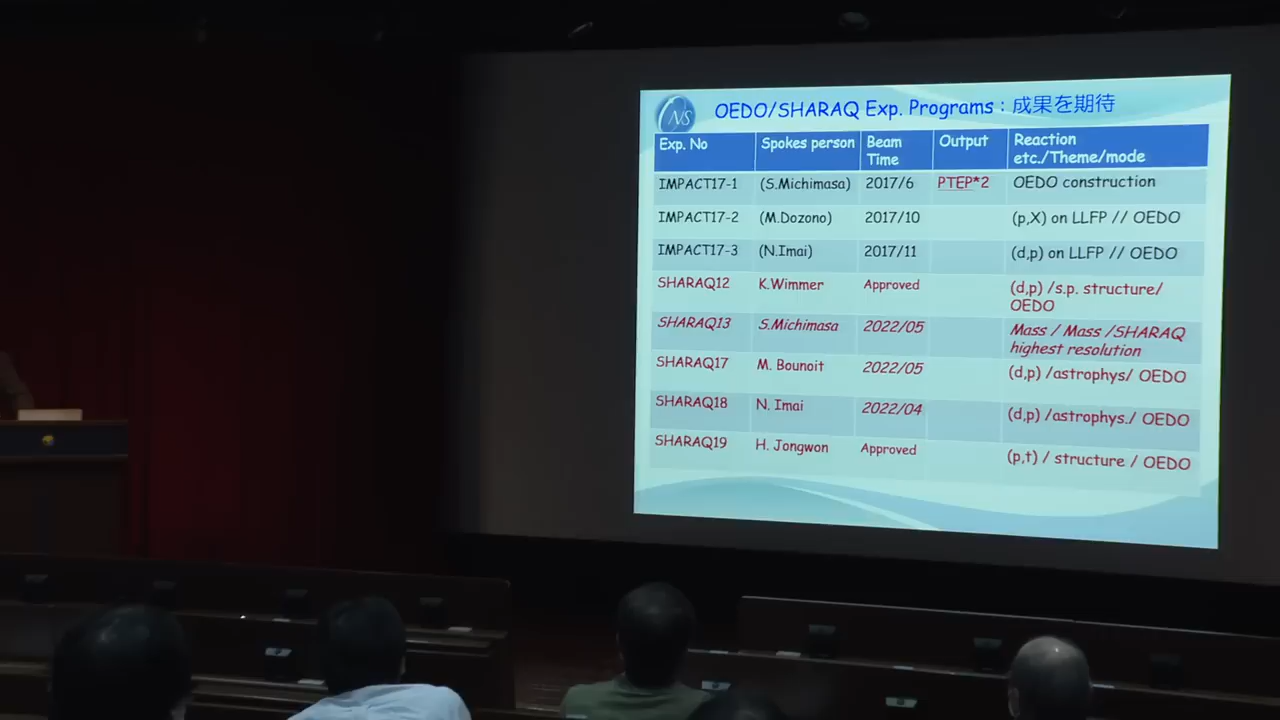 CNS
OEDO/SHARAQ Exp. Programs：成果を期待
Exp. No Spokes person Beam Time Output Reaction etc./Theme/mode
IMPACT17-1 (S.Michimasa) 2017/6 PTEP*2 OEDO construction
IMPACT17-2 (M.Dozono) 2017/10 (p,X) on LLFP // OEDO
IMPACT17-3 (N.Imai) 2017/11 (d,p) on LLFP // OEDO
SHARAQ12 K.Wimmer Approved (d,p) /s.p. structure/ OEDO
SHARAQ13 S.Michimasa 2022/05 Mass / Mass /SHARAQ highest resolution
SHARAQ17 M. Bounoit 2022/05 (d,p) /astrophys/ OEDO
SHARAQ18 N. Imai 2022/04 (d,p) /astrophys./ OEDO
SHARAQ19 H. Jongwon Approved (p,t) / structure / OEDO